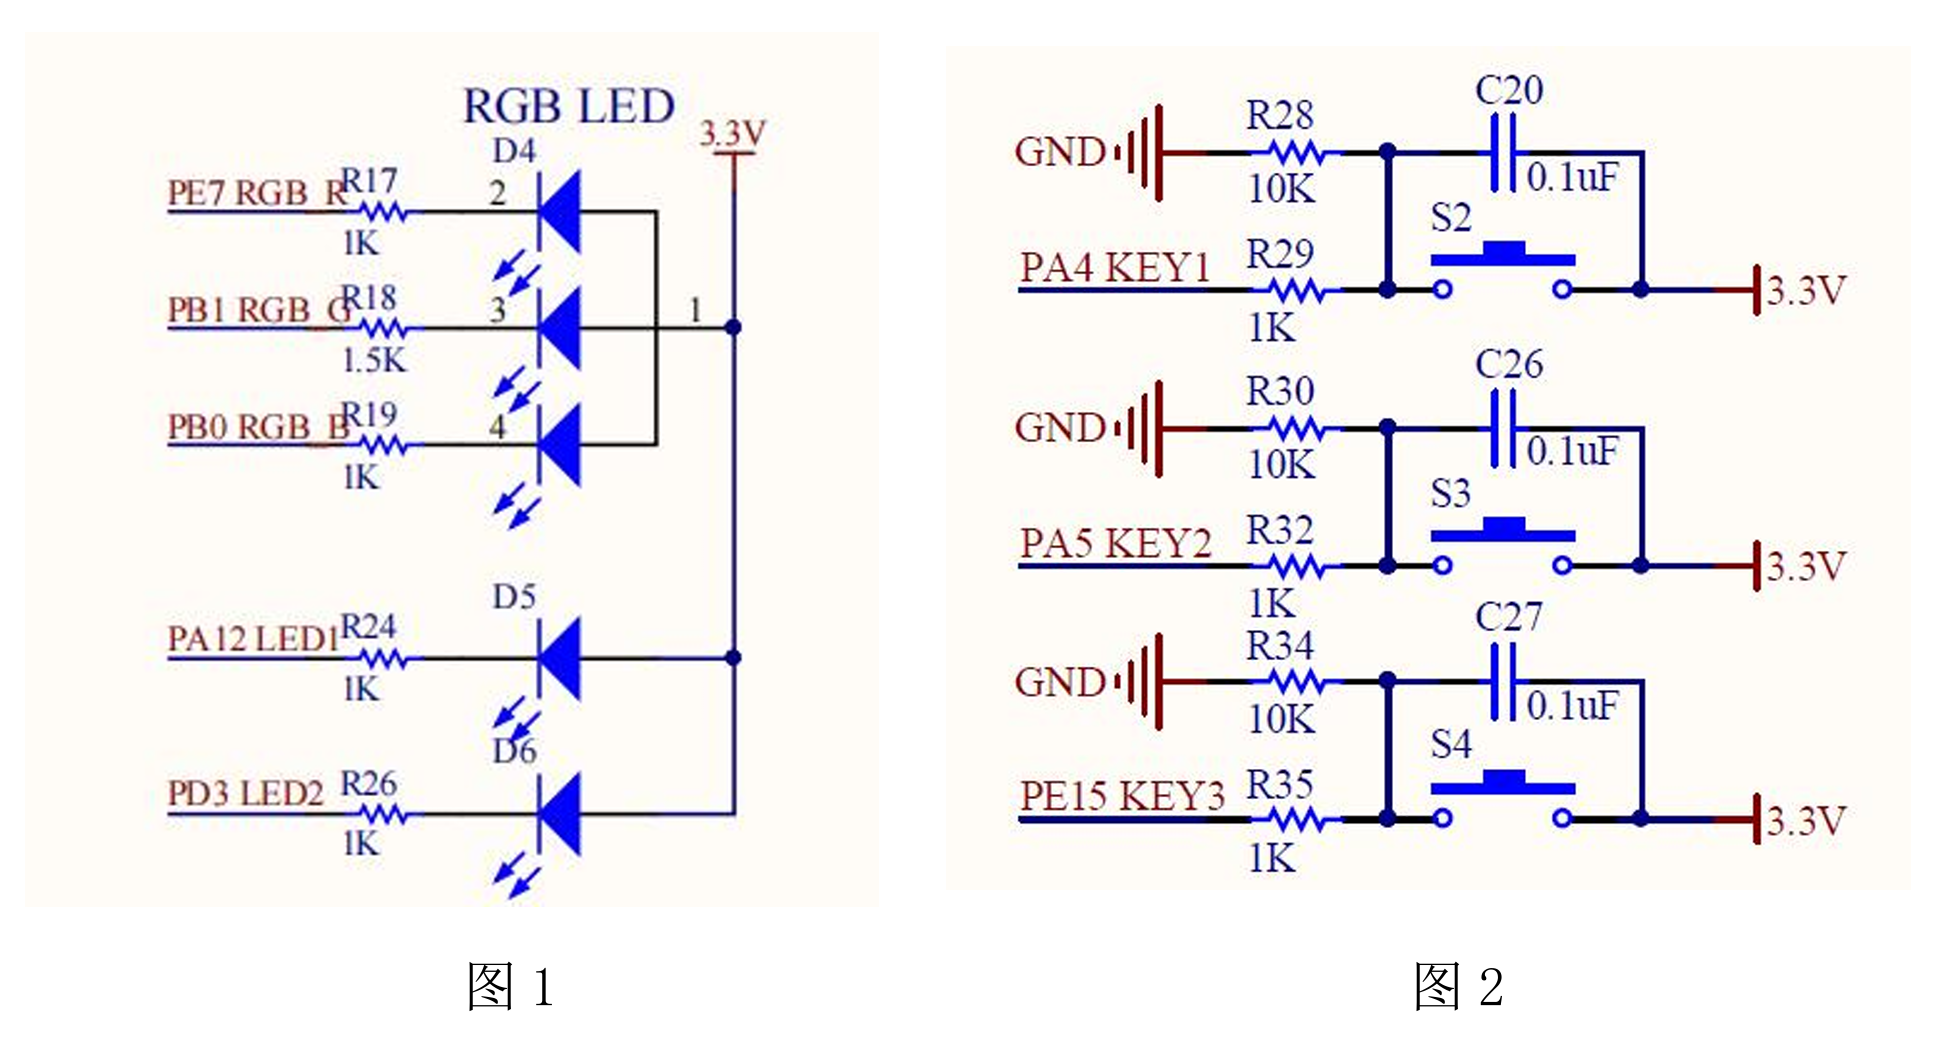 RGB LED
3.3V
D4
PE7 RGB_R
R17
2
1K
PB1 RGB_G
R18
3
1
1.5K
PB0 RGB_B
R19
4
1K
D5
PA12 LED1
R24
1K
D6
PD3 LED2
R26
1K
图 1
C20
R28
GND
10K
0.1uF
S2
PA4 KEY1
R29
3.3V
1K
C26
R30
GND
10K
0.1uF
S3
PA5 KEY2
R32
3.3V
1K
C27
R34
GND
10K
0.1uF
S4
PE15 KEY3
R35
3.3V
1K
图 2